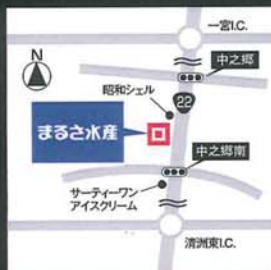 一宮I.C.
N
中之郷
昭和シェル
22
まるさ水産
中之郷南
サーティーワン
アイスクリーム
清洲東I.C.